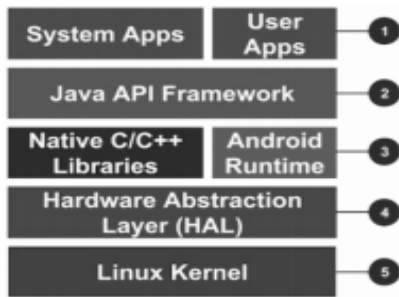 System Apps
User
Apps
1
Java API Framework
2
Native C/C++
Libraries
Android
Runtime
3
Hardware Abstraction
Layer (HAL)
4
Linux Kernel
5